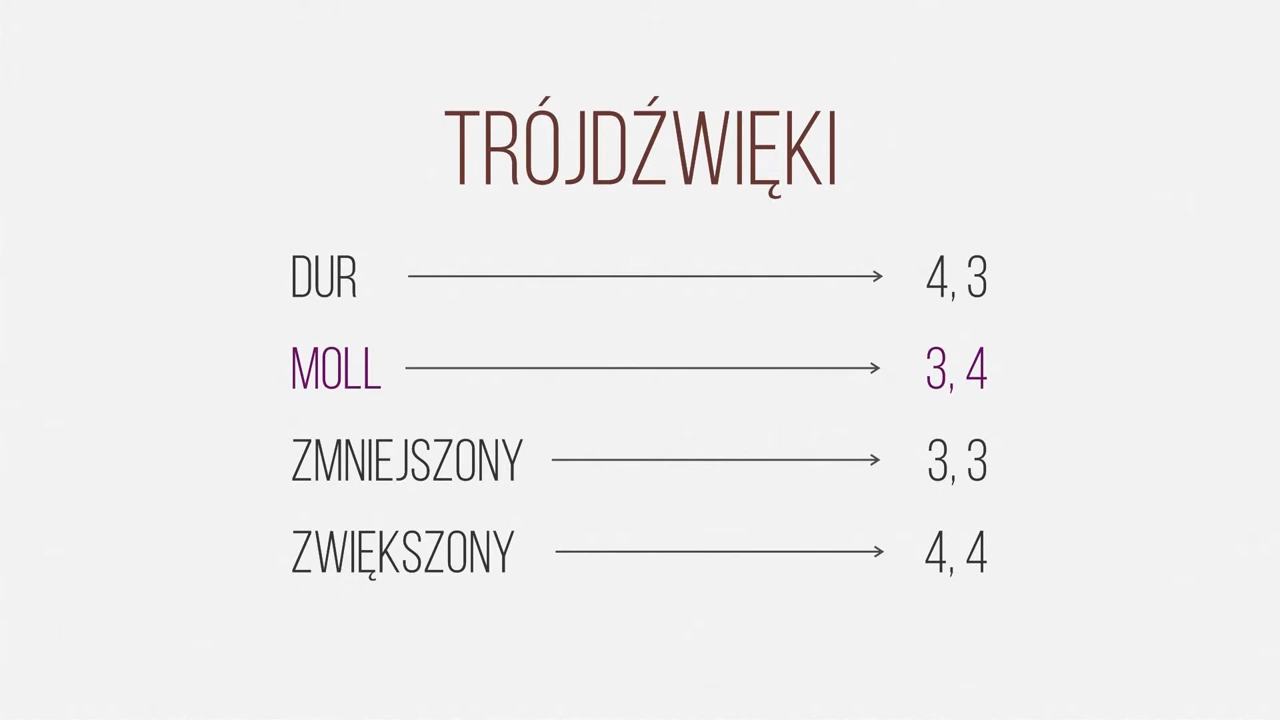 TRÓJDŹWIĘKI
DUR 4, 3
MOLL 3, 4
ZMNIEJSZONY 3, 3
ZWIĘKSZONY 4, 4